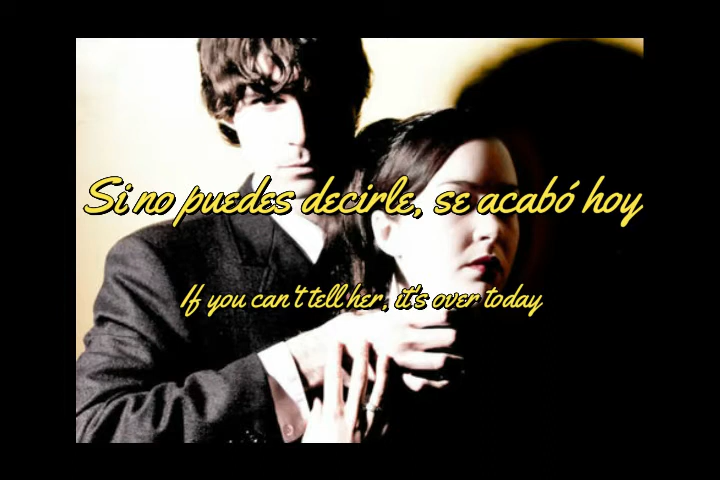 Si no puedes decirle, se acabó hoy
If you can't tell her, it's over today